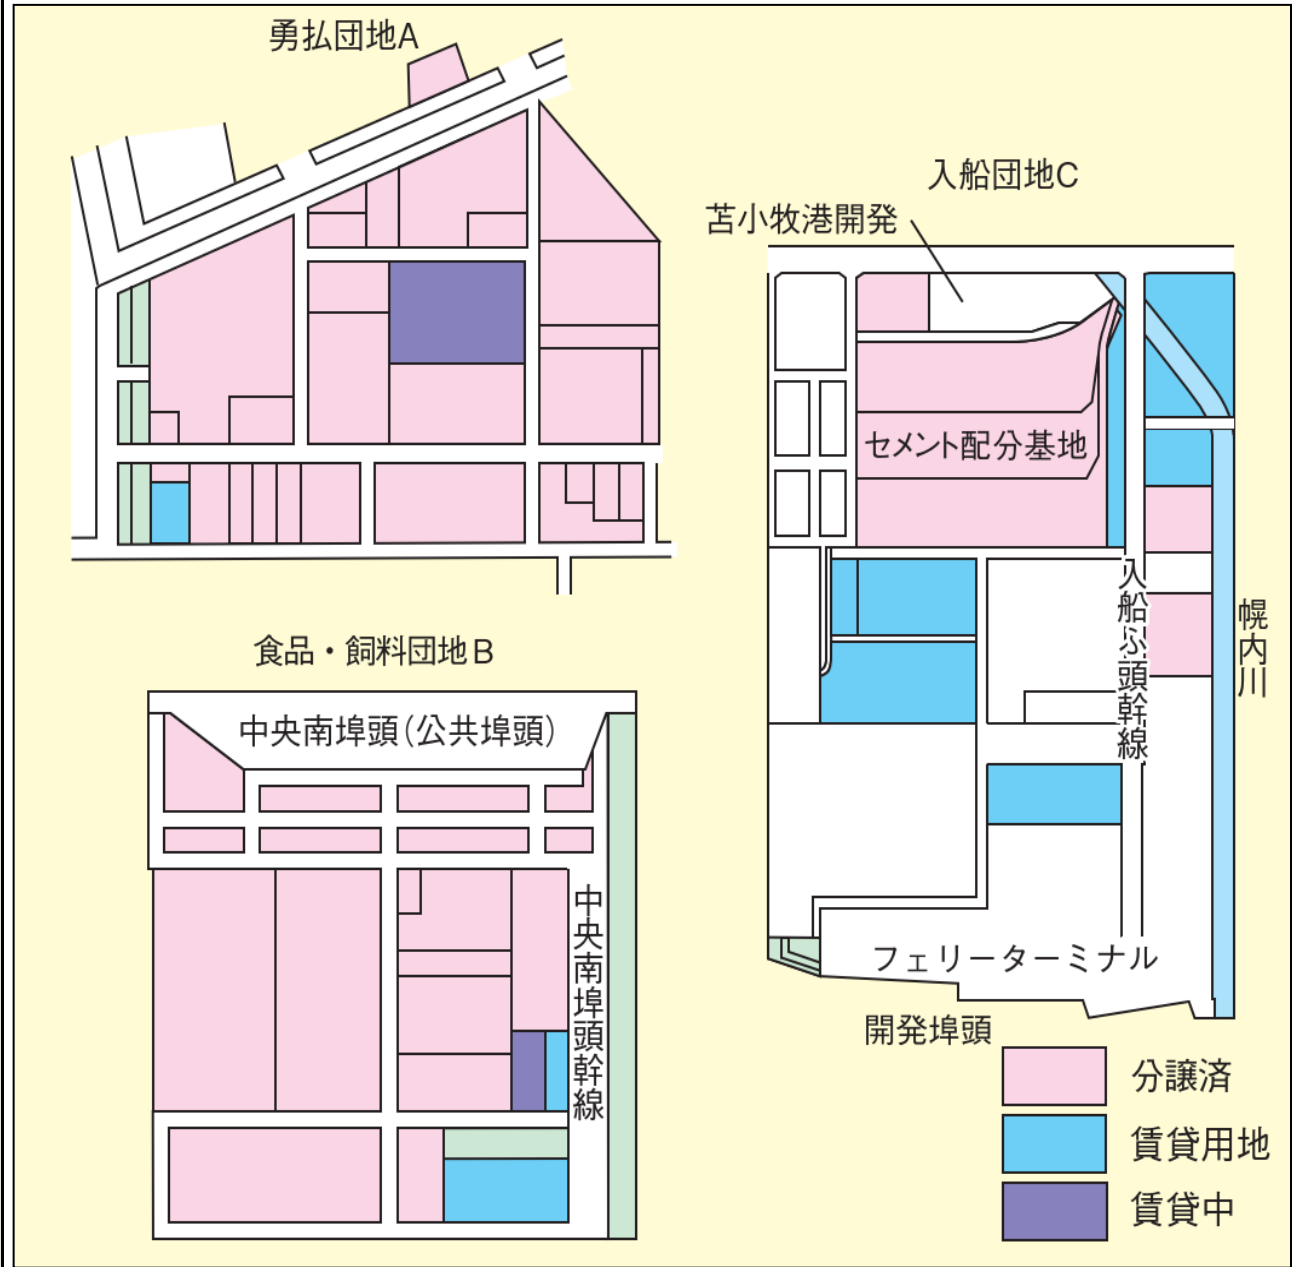 勇払団地A
入船団地C
苫小牧港開発
セメント配分基地
入船ふ頭幹線
幌内川
食品・飼料団地B
中央南埠頭(公共埠頭)
中央南埠頭幹線
フェリーターミナル
開発埠頭
分譲済
賃貸用地
賃貸中